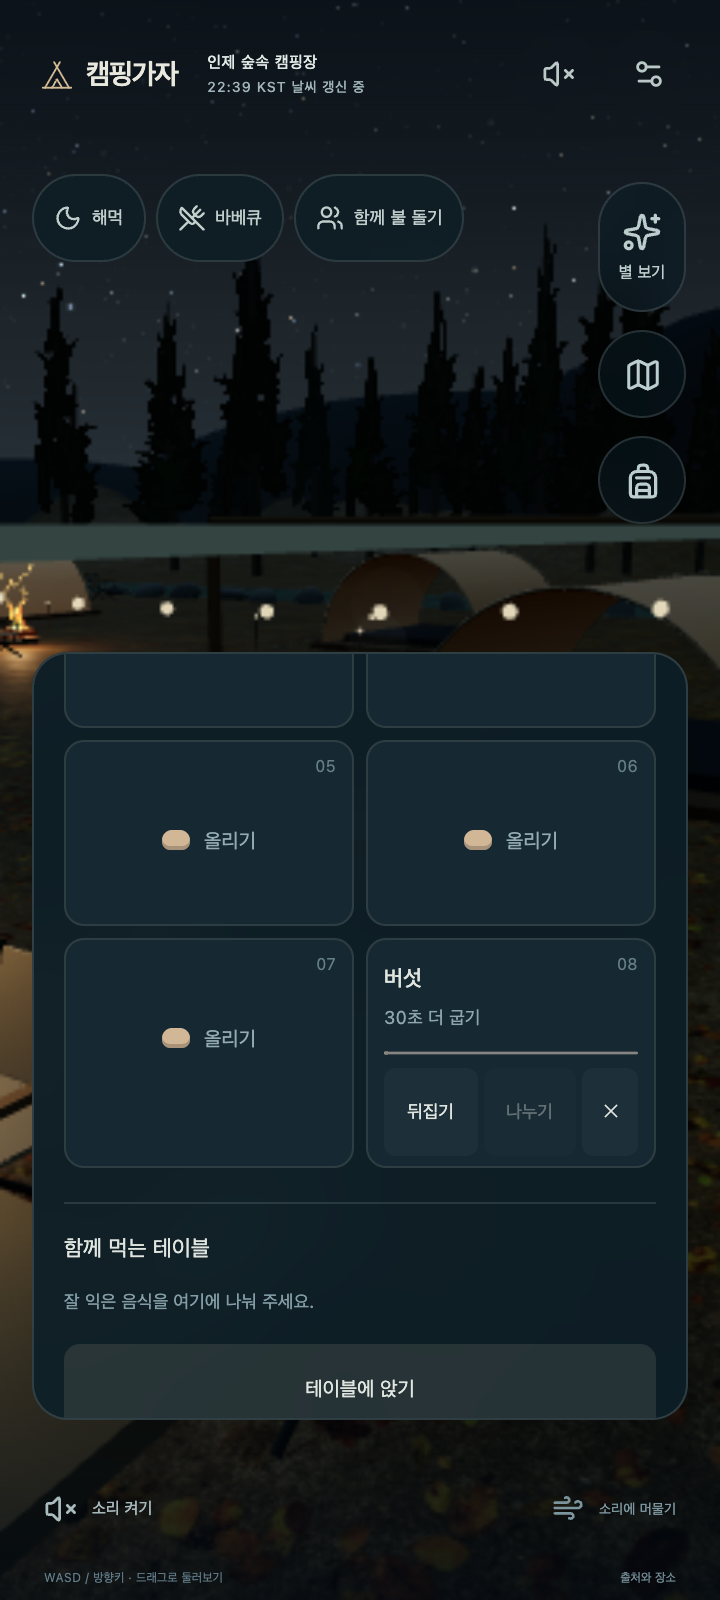 캠핑가자
인제 숲속 캠핑장
22:39 KST 날씨 갱신 중
해먹
바베큐
함께 불 돌기
별 보기
05
올리기
06
올리기
07
올리기
08
버섯
30초 더 굽기
뒤집기
나누기
함께 먹는 테이블
잘 익은 음식을 여기에 나눠 주세요.
테이블에 앉기
소리 켜기
소리에 머물기
WASD / 방향키 · 드래그로 둘러보기
출처와 장소